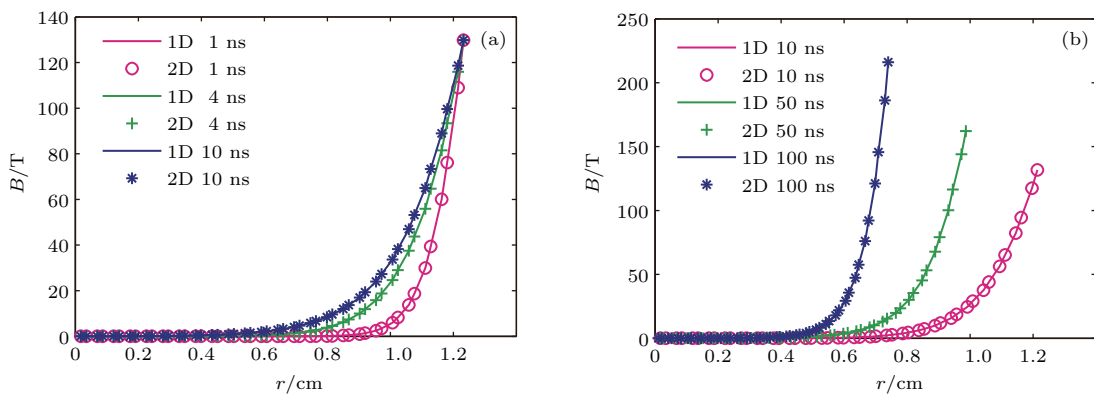 (a)
140
120
100
80
60
40
20
0
B/T
1D 1 ns
2D 1 ns
1D 4 ns
2D 4 ns
1D 10 ns
2D 10 ns
0 0.2 0.4 0.6 0.8 1.0 1.2
r/cm
(b)
250
200
150
100
50
0
B/T
1D 10 ns
2D 10 ns
1D 50 ns
2D 50 ns
1D 100 ns
2D 100 ns
0 0.2 0.4 0.6 0.8 1.0 1.2
r/cm